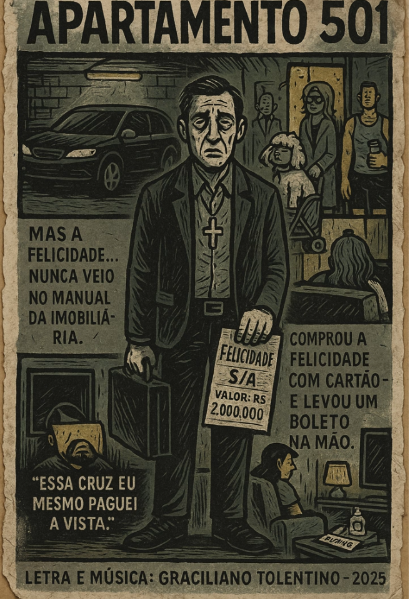 APARTAMENTO 501
MAS A
FELICIDADE...
NUNCA VEIO
NO MANUAL
DA IMOBILIÁ-
RIA.
FELICIDADE
S/A
VALOR: RS
2.000.000
COMPROU A
FELICIDADE
COM CARTÃO-
E LEVOU UM
BOLETO
NA MÃO.
"ESSA CRUZ EU
MESMO PAGUEI
A VISTA."
LETRA E MÚSICA: GRACILIANO TOLENTINO - 2025